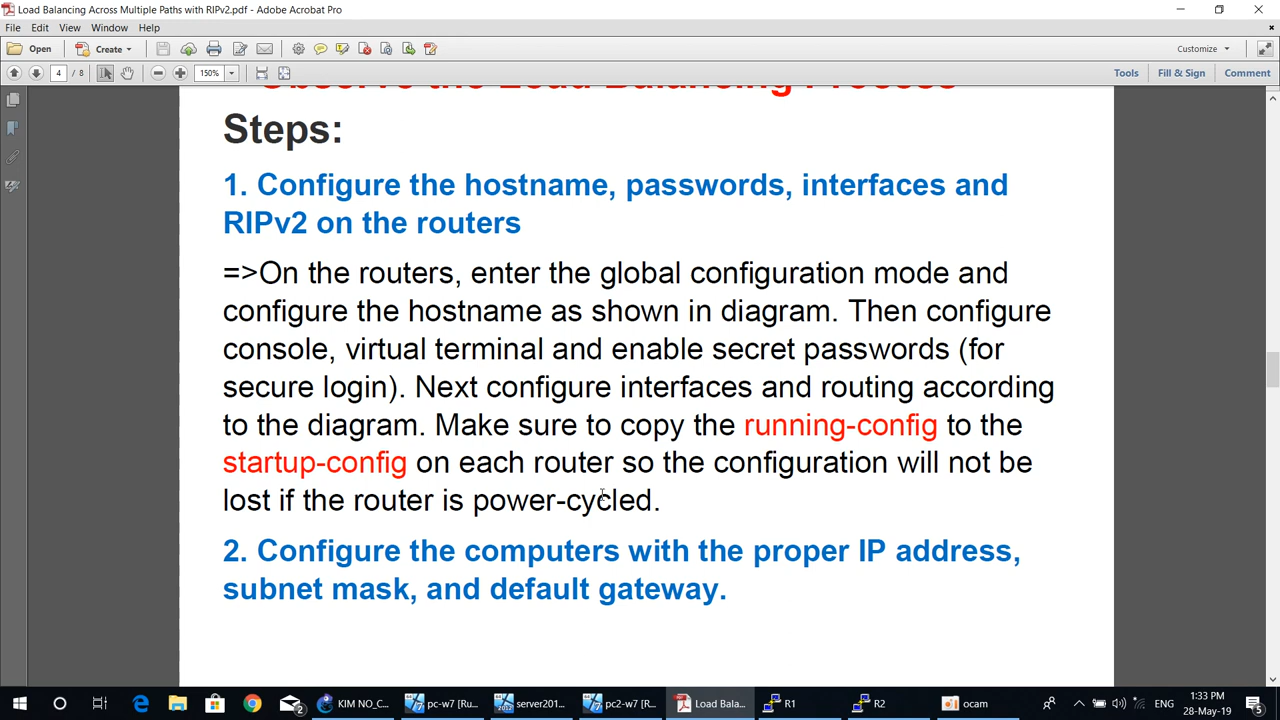 Load Balancing Across Multiple Paths with RIPv2.pdf - Adobe Acrobat Pro
File Edit View Window Help
Open Create Customize
4 / 8 150% Tools Fill & Sign Comment
Observe the Load Balancing Process
Steps:
1. Configure the hostname, passwords, interfaces and
RIPv2 on the routers
=>On the routers, enter the global configuration mode and
configure the hostname as shown in diagram. Then configure
console, virtual terminal and enable secret passwords (for
secure login). Next configure interfaces and routing according
to the diagram. Make sure to copy the running-config to the
startup-config on each router so the configuration will not be
lost if the router is power-cycled.
2. Configure the computers with the proper IP address,
subnet mask, and default gateway.
2 KIM NO_C... pc-w7 [Ru... server201... pc2-w7 [R... Load Bala... R1 R2 ocam ENG 1:33 PM
28-May-19 5